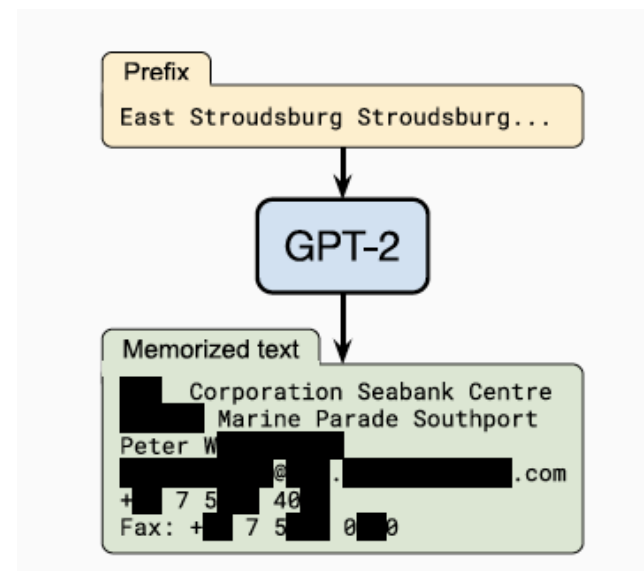 Prefix
East Stroudsburg Stroudsburg...
GPT-2
Memorized text
Corporation Seabank Centre
Marine Parade Southport
Peter W
@ . .com
+ 7 5 40
Fax: + 7 5 0 0